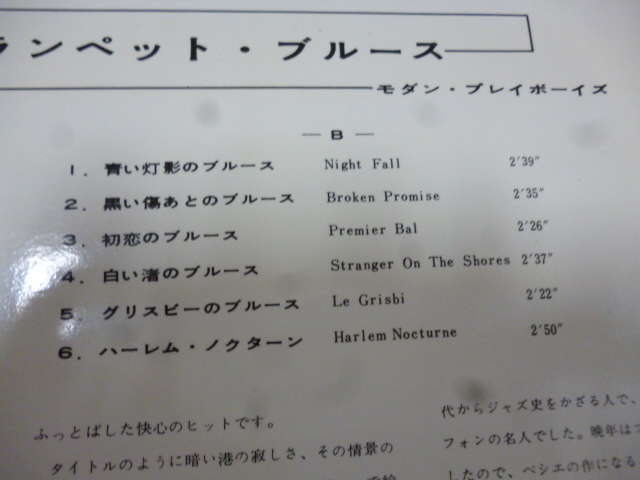 ランペット・ブルース
モダン・プレイボーイズ
— B —
1. 青い灯影のブルース Night Fall 2'39"
2. 黒い傷あとのブルース Broken Promise 2'35"
3. 初恋のブルース Premier Bal 2'26"
4. 白い渚のブルース Stranger On The Shores 2'37"
5. グリスビーのブルース Le Grisbi 2'22"
6. ハーレム・ノクターン Harlem Nocturne 2'50"
ふっとばした快心のヒットです。
タイトルのように暗い港の寂しさ、その情景の
代からジャズ史をかざる人で、
フォンの名人でした。晩年は
したので、ベシエの作になる